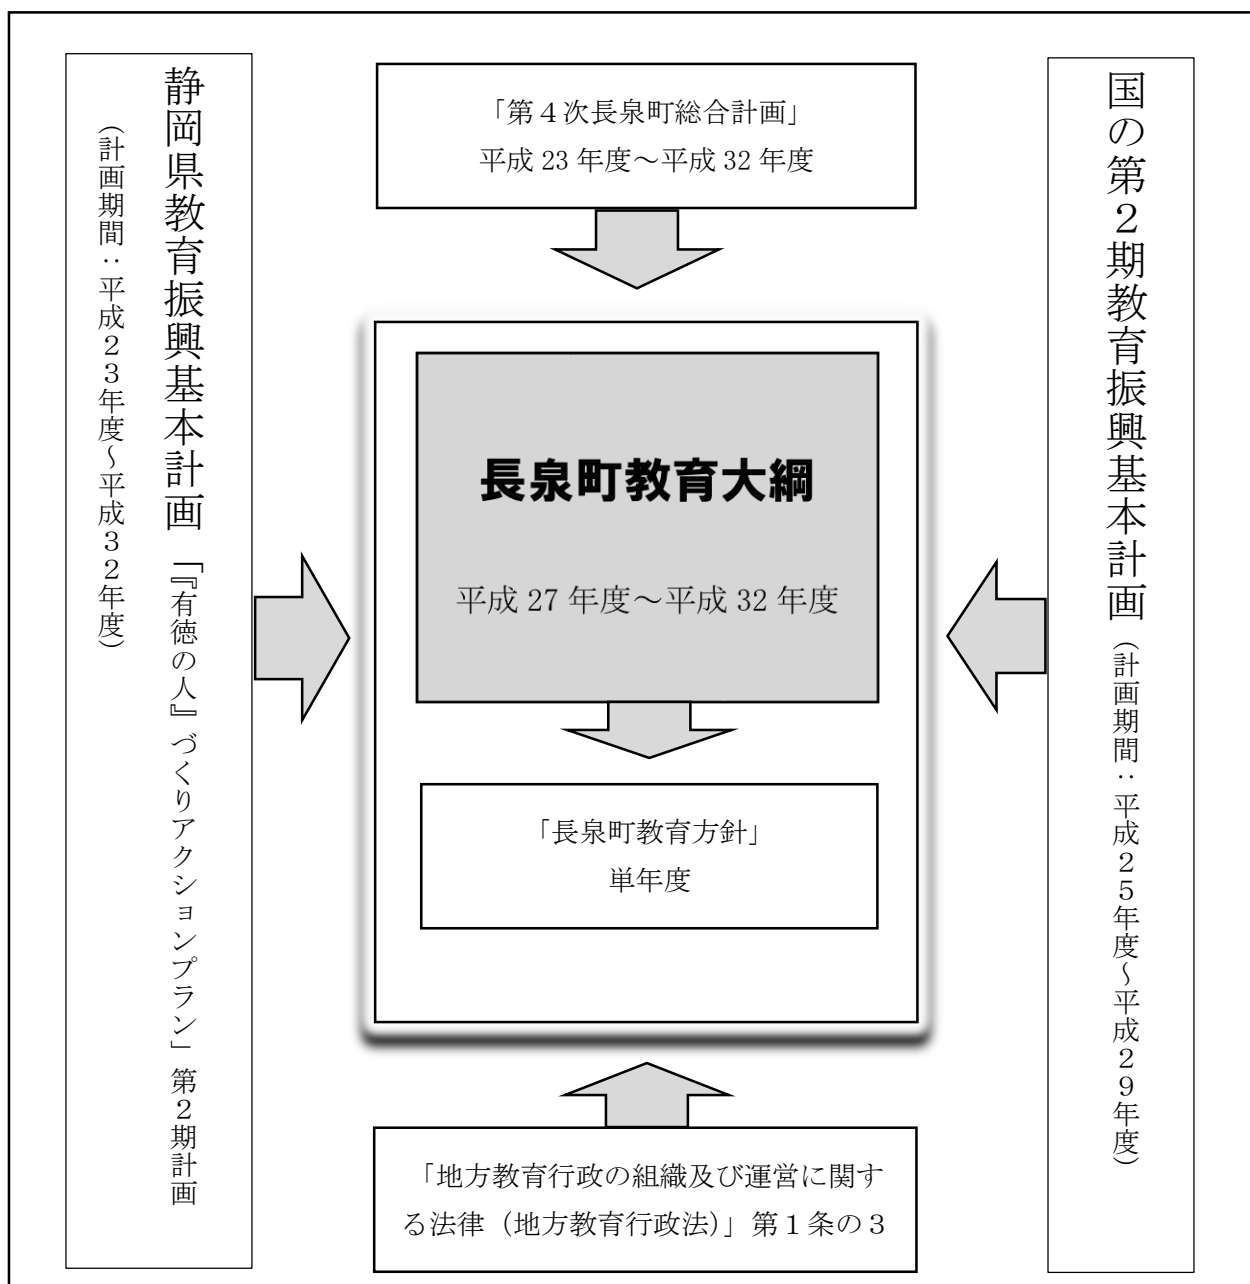 「第４次長泉町総合計画」
平成 23 年度～平成 32 年度
国の第２期教育振興基本計画（計画期間：平成２５年度～平成２９年度）
静岡県教育振興基本計画「『有徳の人』づくりアクションプラン」第２期計画
（計画期間：平成２３年度～平成３２年度）
長泉町教育大綱
平成 27 年度～平成 32 年度
「長泉町教育方針」
単年度
「地方教育行政の組織及び運営に関す
る法律（地方教育行政法）」第１条の３